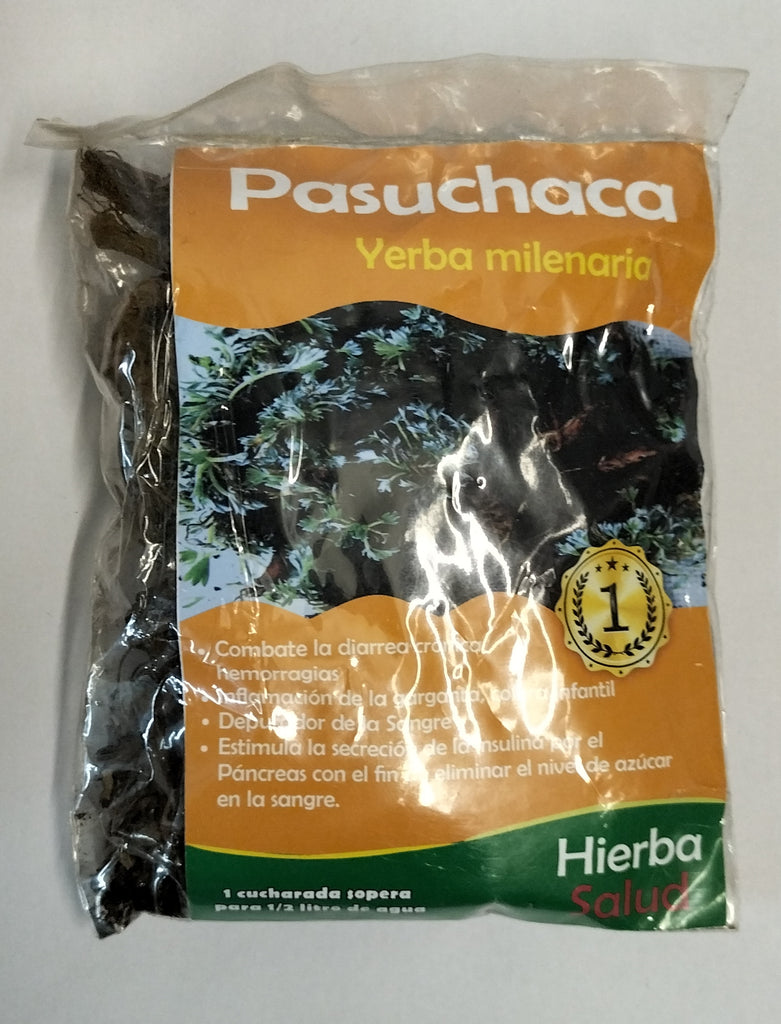 Pasuchaca
Yerba milenaria
1
• Combate la diarrea crónica
hemorragias
• Inflamación de la garganta, infantil
• Depurador de la Sangre
• Estimula la secreción de la insulina por el
Páncreas con el fin eliminar el nivel de azúcar
en la sangre.
Hierba
Salud
1 cucharada sopera
para 1/2 litro de agua